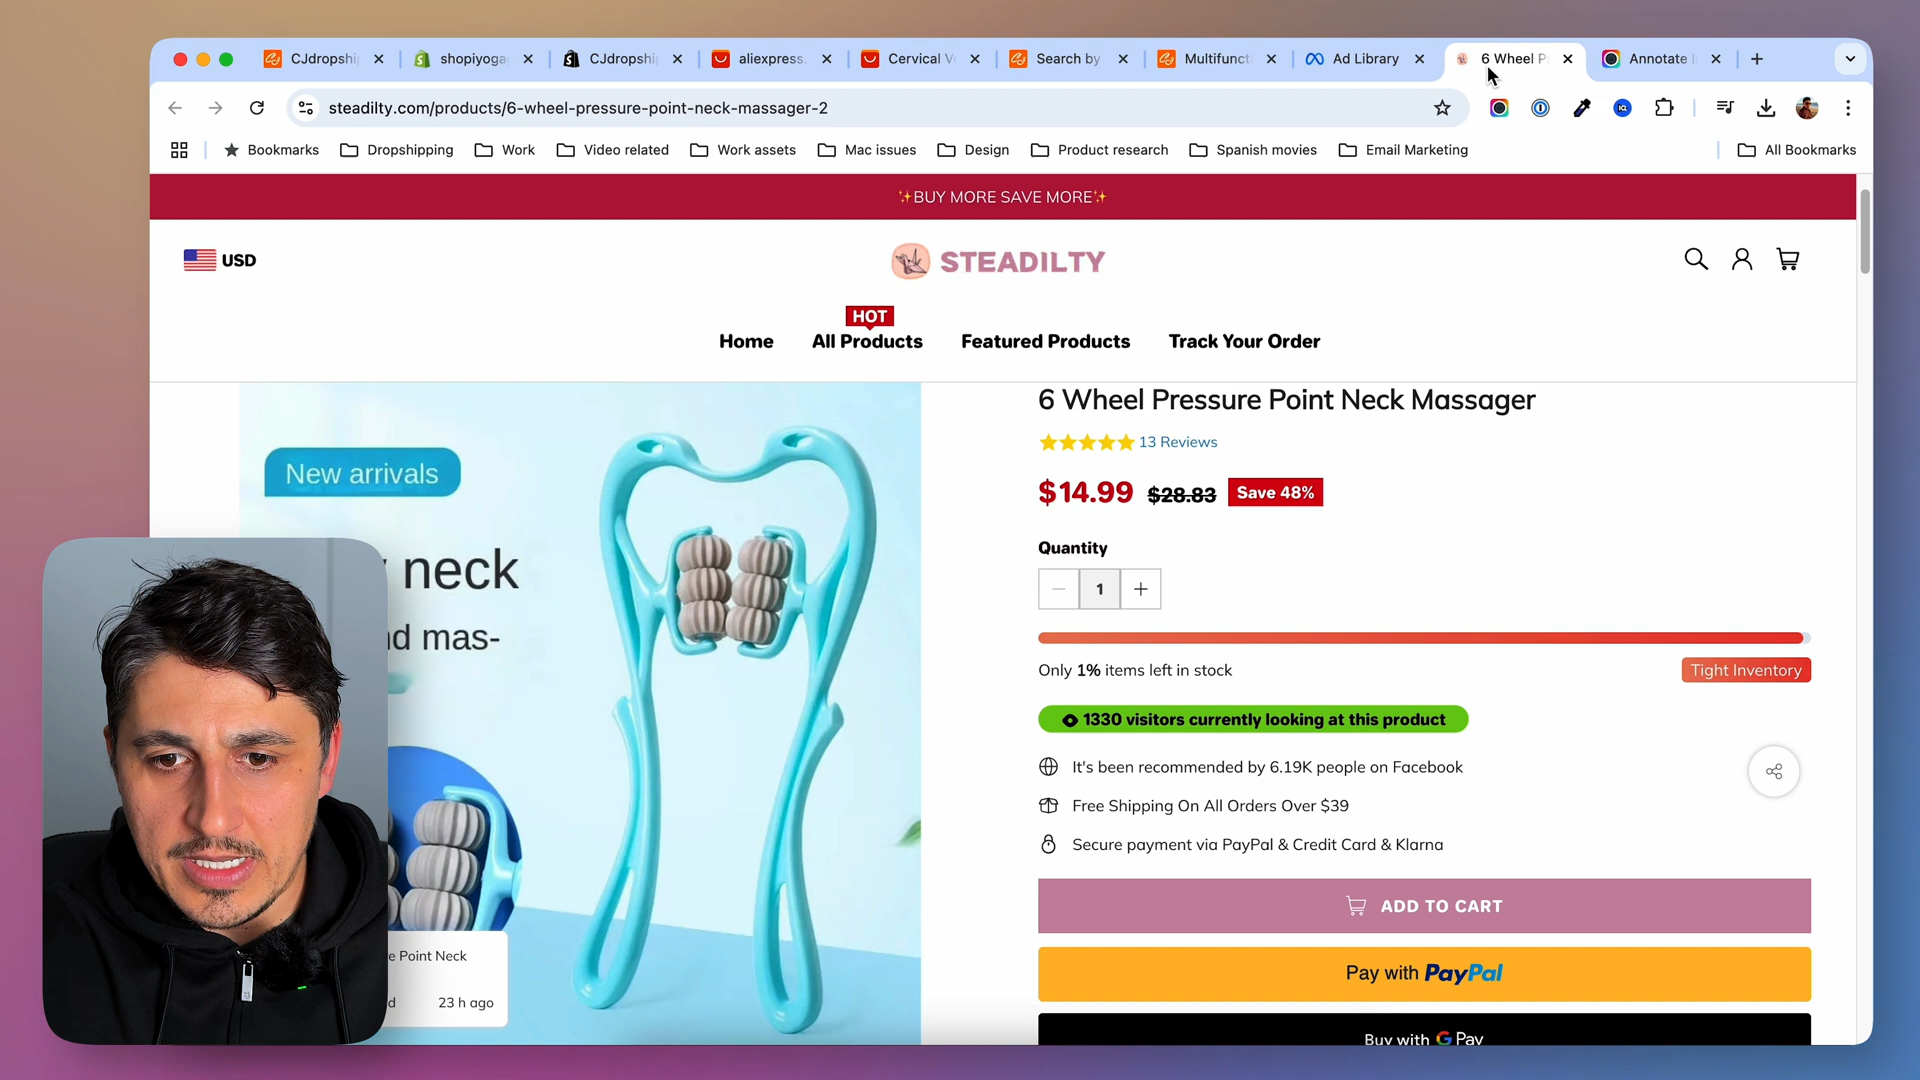 CJdropshi
shopiyoga
CJdropshi
aliexpress.
Cervical V
Search by
Multifunct
Ad Library
6 Wheel P
Annotate I
steadilty.com/products/6-wheel-pressure-point-neck-massager-2
Bookmarks
Dropshipping
Work
Video related
Work assets
Mac issues
Design
Product research
Spanish movies
Email Marketing
All Bookmarks
✨BUY MORE SAVE MORE✨
USD
STEADILTY
HOT
Home
All Products
Featured Products
Track Your Order
New arrivals
neck
mas-
6 Wheel Pressure Point Neck Massager
13 Reviews
$14.99 $28.83 Save 48%
Quantity
1
Only 1% items left in stock
Tight Inventory
1330 visitors currently looking at this product
It's been recommended by 6.19K people on Facebook
Free Shipping On All Orders Over $39
Secure payment via PayPal & Credit Card & Klarna
ADD TO CART
Pay with PayPal
Buy with G Pay
e Point Neck
23 h ago